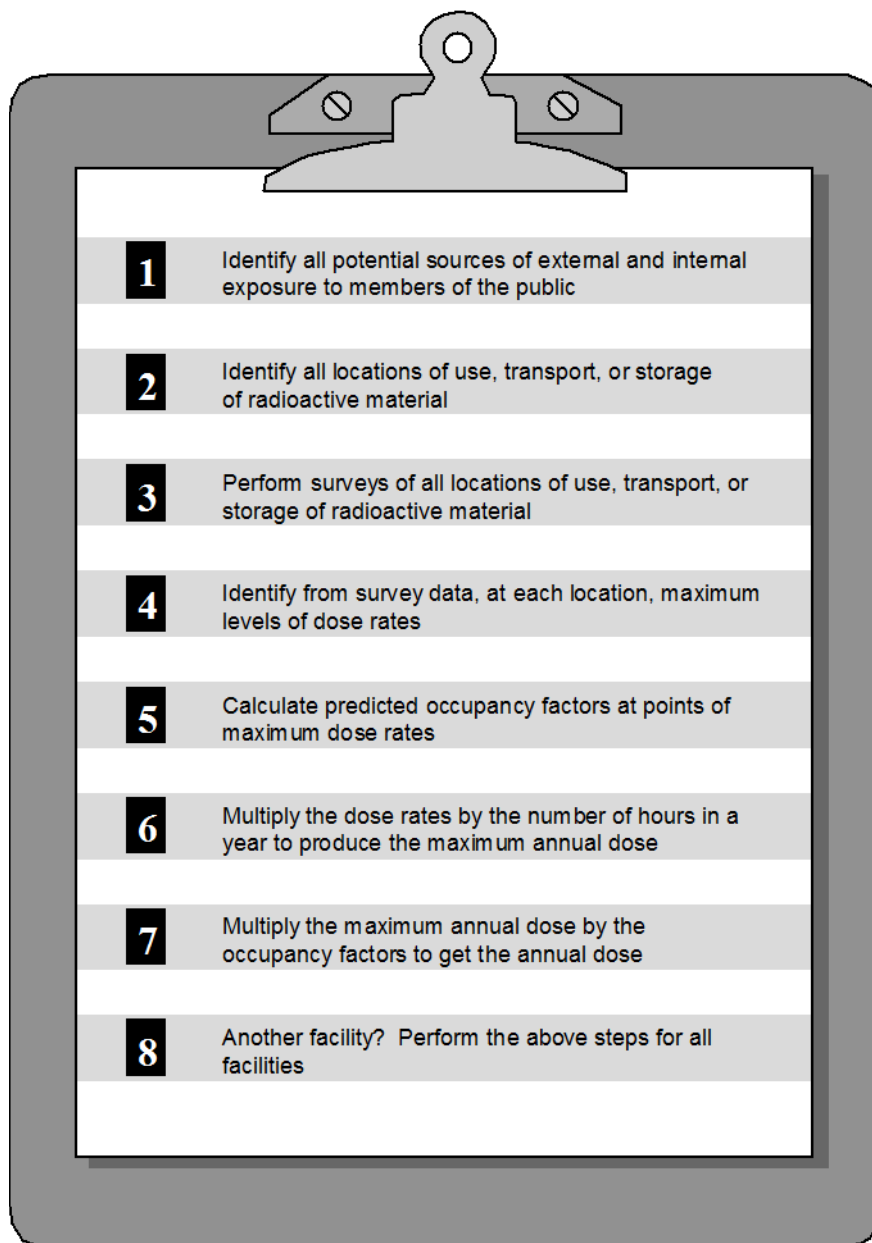 1 Identify all potential sources of external and internal
exposure to members of the public
2 Identify all locations of use, transport, or storage
of radioactive material
3 Perform surveys of all locations of use, transport, or
storage of radioactive material
4 Identify from survey data, at each location, maximum
levels of dose rates
5 Calculate predicted occupancy factors at points of
maximum dose rates
6 Multiply the dose rates by the number of hours in a
year to produce the maximum annual dose
7 Multiply the maximum annual dose by the
occupancy factors to get the annual dose
8 Another facility?  Perform the above steps for all
facilities